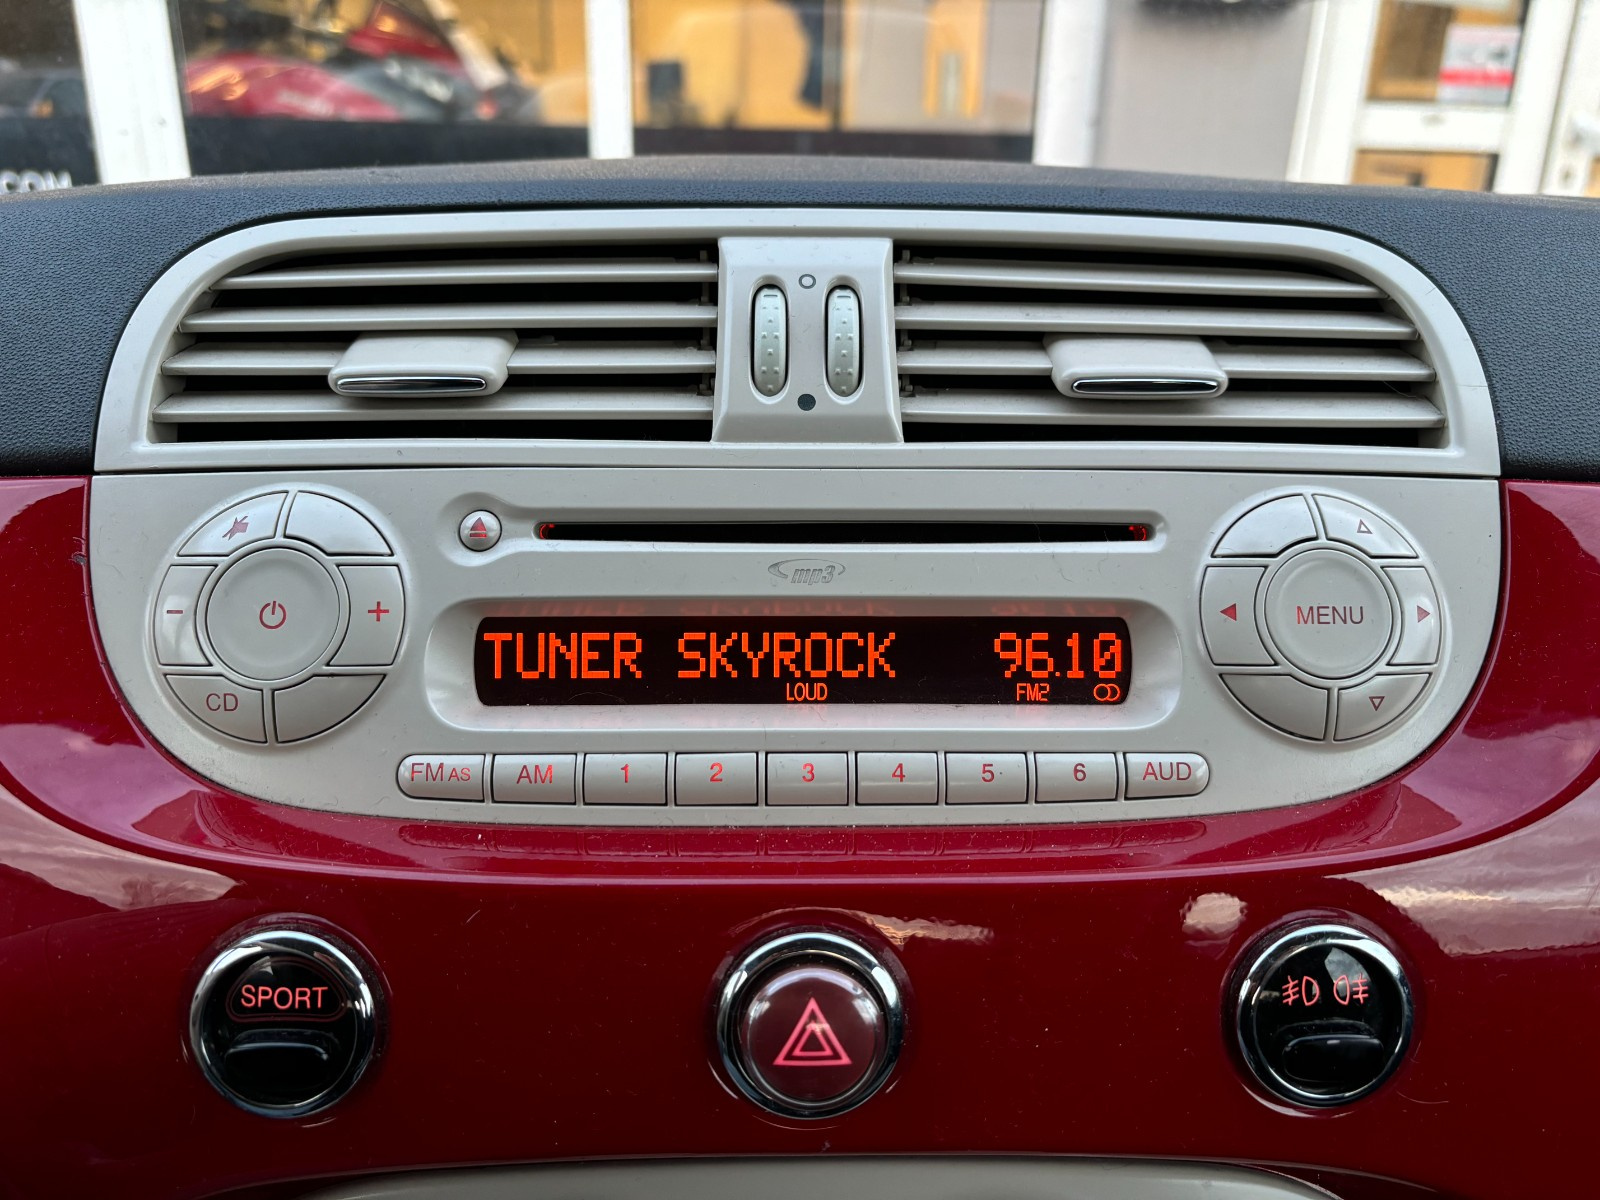 .COM
mp3
TUNER SKYROCK 96.10
LOUD FM2
CD
MENU
FM AS AM 1 2 3 4 5 6 AUD
SPORT